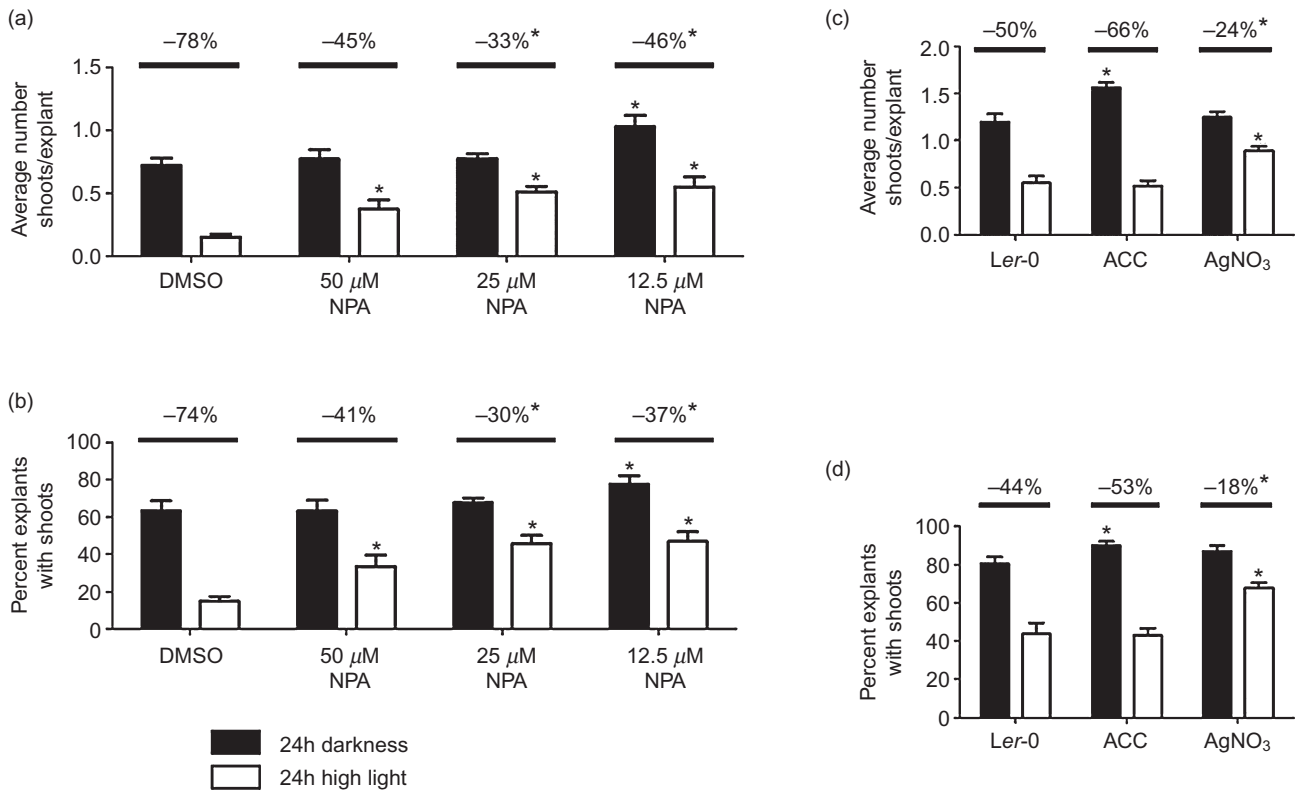 (a)
–78% –45% –33%* –46%*
Average number
shoots/explant
1.5
1.0
0.5
0.0
* * * *
DMSO 50 μM 25 μM 12.5 μM
NPA NPA NPA
(b)
–74% –41% –30%* –37%*
Percent explants
with shoots
100
80
60
40
20
0
* * * *
DMSO 50 μM 25 μM 12.5 μM
NPA NPA NPA
24h darkness
24h high light
(c)
–50% –66% –24%*
Average number
shoots/explant
2.0
1.5
1.0
0.5
0.0
* *
Ler-0 ACC AgNO₃
(d)
–44% –53% –18%*
Percent explants
with shoots
100
80
60
40
20
0
* *
Ler-0 ACC AgNO₃